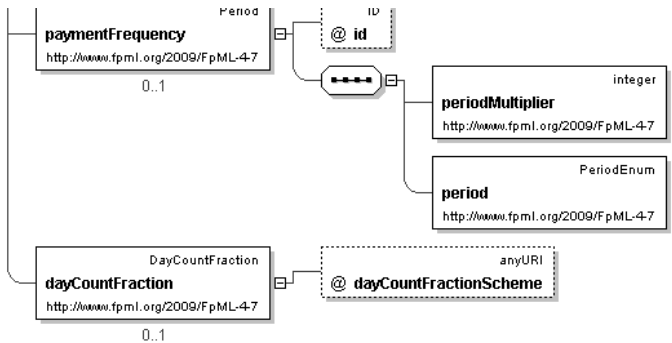 Period
paymentFrequency
http://www.fpml.org/2009/FpML-4-7
0..1
ID
@ id
integer
periodMultiplier
http://www.fpml.org/2009/FpML-4-7
PeriodEnum
period
http://www.fpml.org/2009/FpML-4-7
DayCountFraction
dayCountFraction
http://www.fpml.org/2009/FpML-4-7
0..1
anyURI
@ dayCountFractionScheme